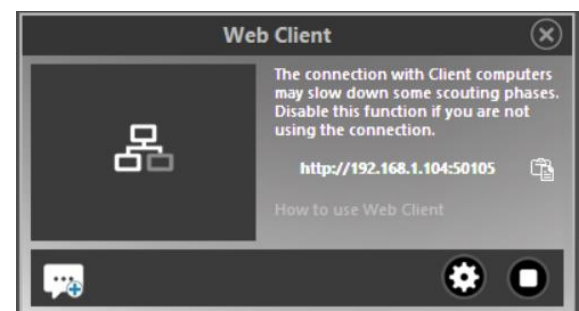 Web Client
The connection with Client computers
may slow down some scouting phases.
Disable this function if you are not
using the connection.
http://192.168.1.104:50105
How to use Web Client